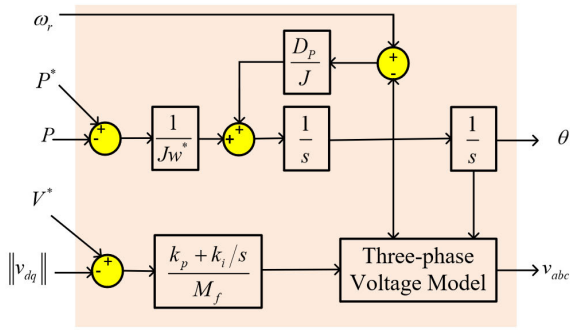 ω_r
+
-
D_P / J
P*
+
-
P
1 / Jw*
+
+
1 / s
1 / s
θ
V*
+
-
‖v_dq‖
k_p + k_i/s / M_f
Three-phase
Voltage Model
v_abc